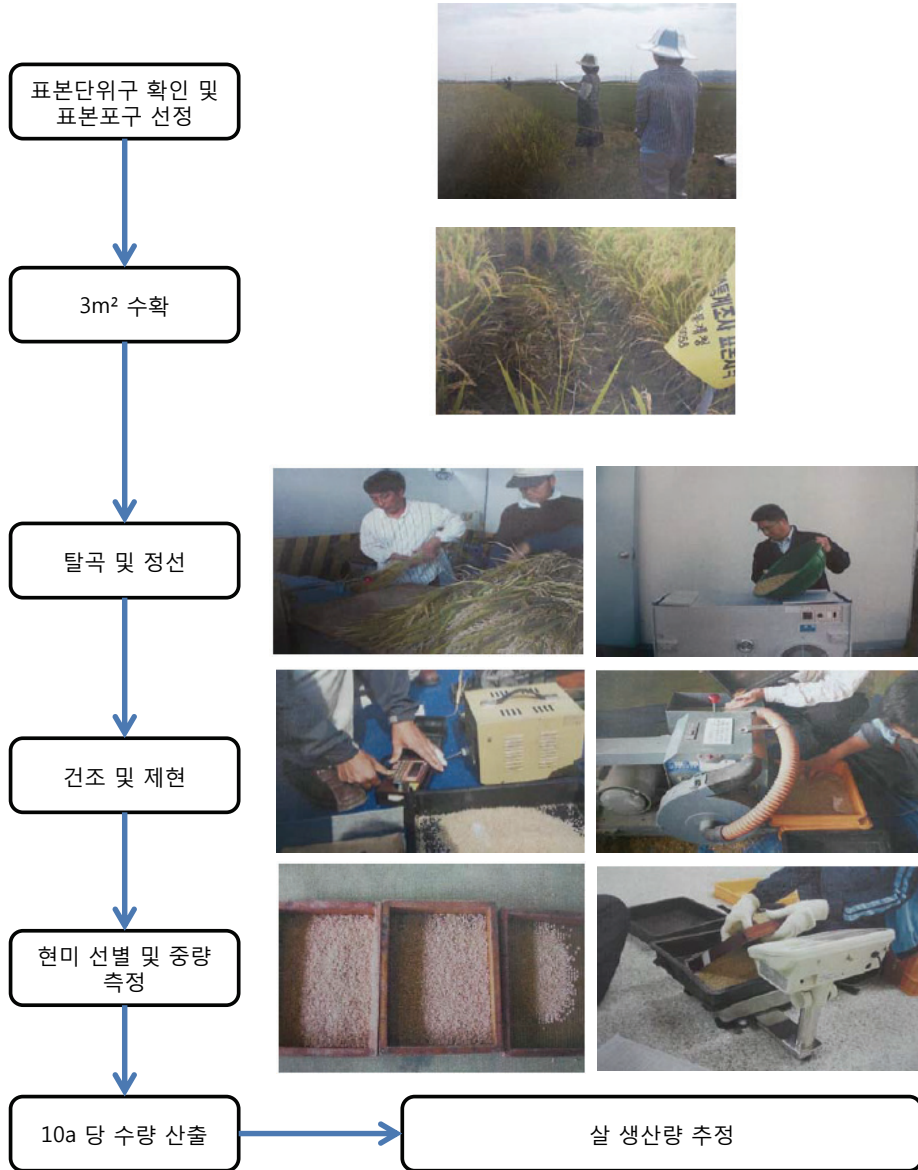 표본단위구 확인 및
표본포구 선정
3m² 수확
탈곡 및 정선
건조 및 제현
현미 선별 및 중량
측정
10a 당 수량 산출
살 생산량 추정